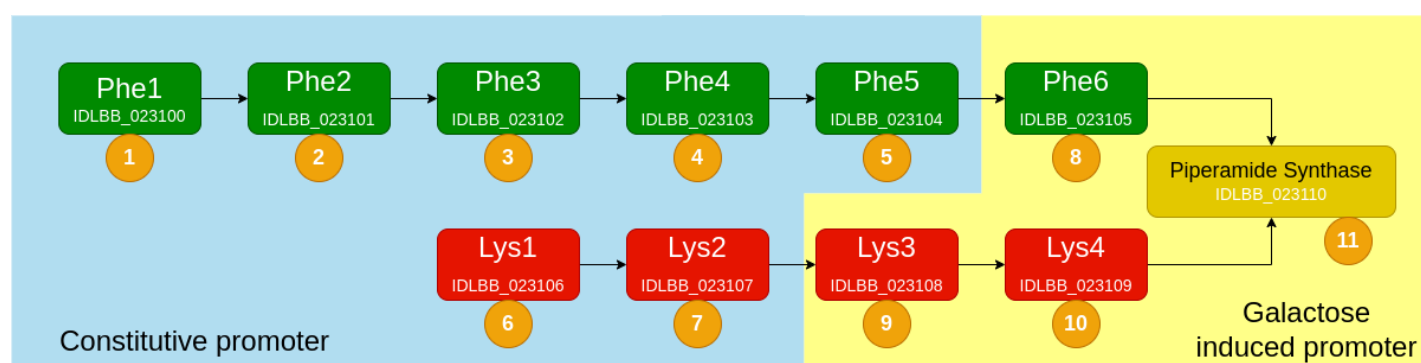 Phe1
IDLBB_023100
1
Phe2
IDLBB_023101
2
Phe3
IDLBB_023102
3
Phe4
IDLBB_023103
4
Phe5
IDLBB_023104
5
Phe6
IDLBB_023105
8
Piperamide Synthase
IDLBB_023110
11
Lys1
IDLBB_023106
6
Lys2
IDLBB_023107
7
Lys3
IDLBB_023108
9
Lys4
IDLBB_023109
10
Constitutive promoter
Galactose
induced promoter